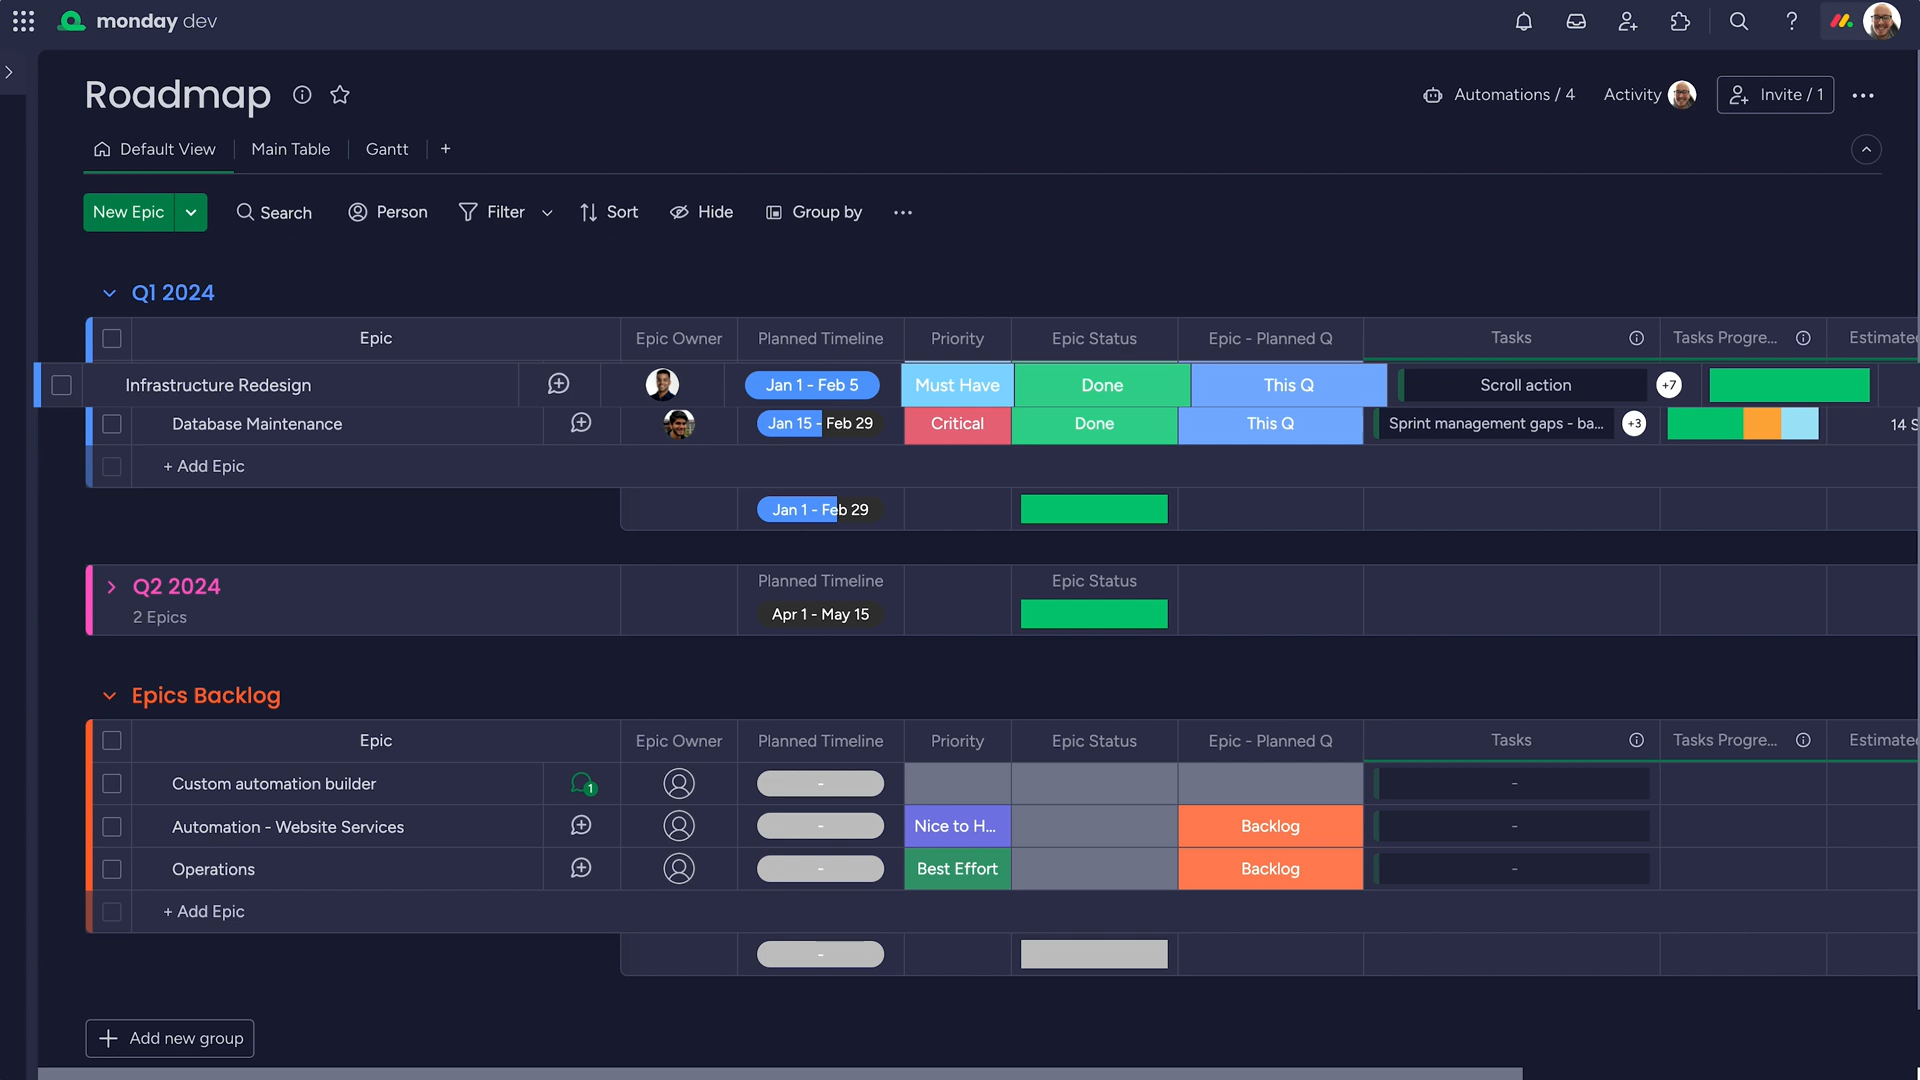 monday dev
Roadmap
Automations / 4
Activity
Invite / 1
Default View
Main Table
Gantt
New Epic
Search
Person
Filter
Sort
Hide
Group by
Q1 2024
Epic
Epic Owner
Planned Timeline
Priority
Epic Status
Epic - Planned Q
Tasks
Tasks Progre...
Estimated
Infrastructure Redesign
Jan 1 - Feb 5
Must Have
Done
This Q
Scroll action
+7
Database Maintenance
Jan 15 - Feb 29
Critical
Done
This Q
Sprint management gaps - ba...
+3
14 S
+ Add Epic
Jan 1 - Feb 29
Q2 2024
2 Epics
Planned Timeline
Apr 1 - May 15
Epic Status
Epics Backlog
Epic
Epic Owner
Planned Timeline
Priority
Epic Status
Epic - Planned Q
Tasks
Tasks Progre...
Estimated
Custom automation builder
1
-
-
Automation - Website Services
-
Nice to H...
Backlog
-
Operations
-
Best Effort
Backlog
-
+ Add Epic
-
+ Add new group